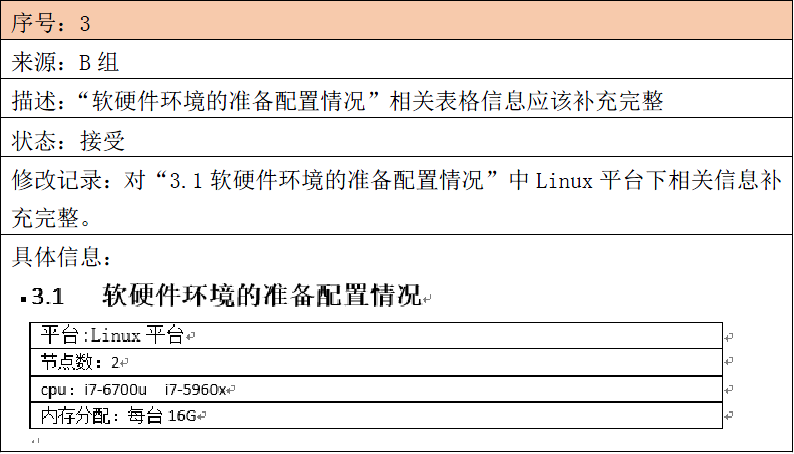 序号：3
来源：B 组
描述：“软硬件环境的准备配置情况”相关表格信息应该补充完整
状态：接受
修改记录：对“3.1 软硬件环境的准备配置情况”中 Linux 平台下相关信息补
充完整。
具体信息：
3.1 软硬件环境的准备配置情况
平台:Linux 平台
节点数：2
cpu：i7-6700u i7-5960x
内存分配：每台 16G